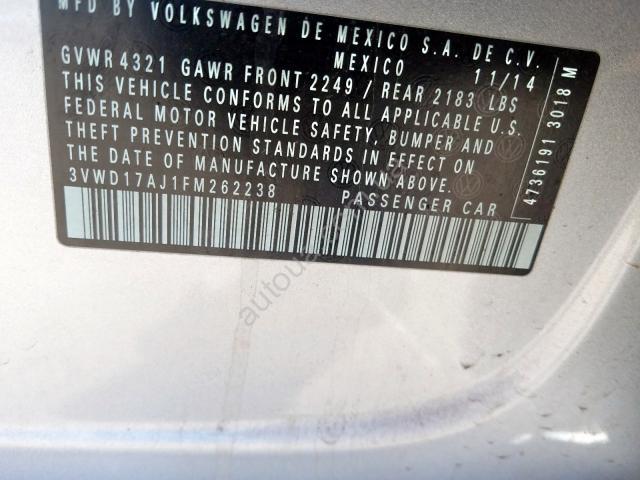 MFD BY VOLKSWAGEN DE MEXICO S.A. DE C.V.
MEXICO 11/14
GVWR 4321 GAWR FRONT 2249 / REAR 2183 LBS
THIS VEHICLE CONFORMS TO ALL APPLICABLE U.S.
FEDERAL MOTOR VEHICLE SAFETY, BUMPER AND
THEFT PREVENTION STANDARDS IN EFFECT ON
THE DATE OF MANUFACTURE SHOWN ABOVE.
3VWD17AJ1FM262238 PASSENGER CAR
4736191 3018 M